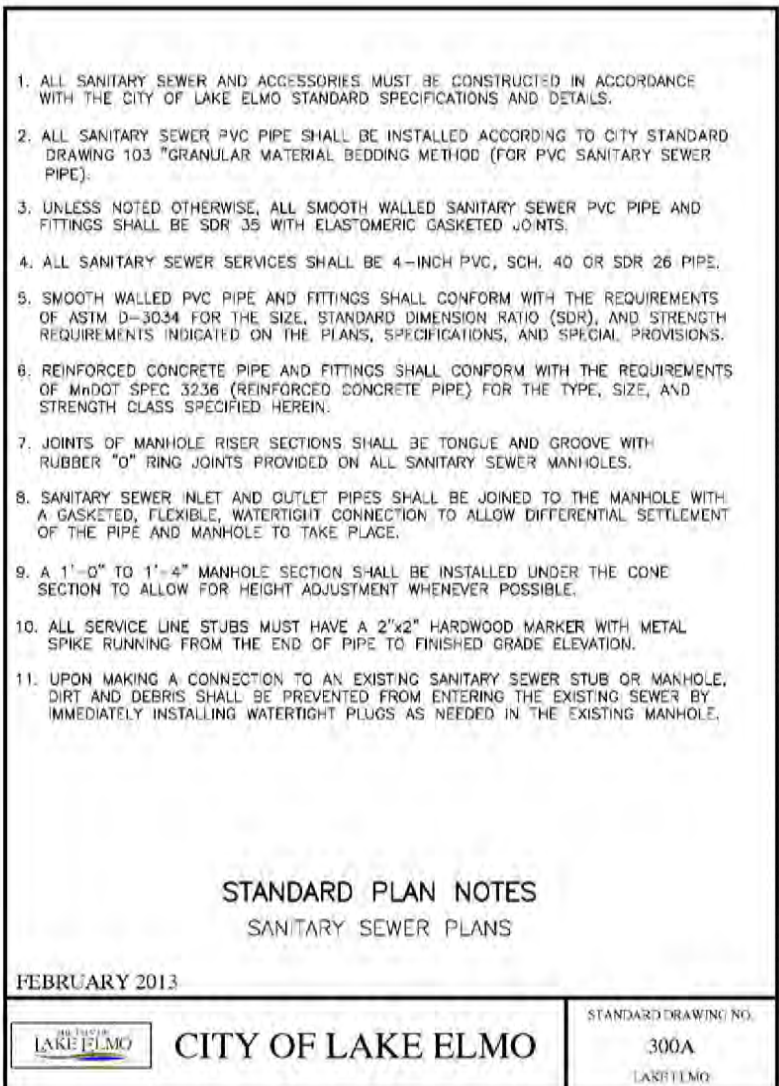 1. ALL SANITARY SEWER AND ACCESSORIES MUST BE CONSTRUCTED IN ACCORDANCE
WITH THE CITY OF LAKE ELMO STANDARD SPECIFICATIONS AND DETAILS.
2. ALL SANITARY SEWER PVC PIPE SHALL BE INSTALLED ACCORDING TO CITY STANDARD
DRAWING 103 "GRANULAR MATERIAL BEDDING METHOD (FOR PVC SANITARY SEWER
PIPE).
3. UNLESS NOTED OTHERWISE, ALL SMOOTH WALLED SANITARY SEWER PVC PIPE AND
FITTINGS SHALL BE SDR 35 WITH ELASTOMERIC GASKETED JOINTS.
4. ALL SANITARY SEWER SERVICES SHALL BE 4-INCH PVC, SCH. 40 OR SDR 26 PIPE.
5. SMOOTH WALLED PVC PIPE AND FITTINGS SHALL CONFORM WITH THE REQUIREMENTS
OF ASTM D-3034 FOR THE SIZE, STANDARD DIMENSION RATIO (SDR), AND STRENGTH
REQUIREMENTS INDICATED ON THE PLANS, SPECIFICATIONS, AND SPECIAL PROVISIONS.
6. REINFORCED CONCRETE PIPE AND FITTINGS SHALL CONFORM WITH THE REQUIREMENTS
OF MnDOT SPEC 3236 (REINFORCED CONCRETE PIPE) FOR THE TYPE, SIZE, AND
STRENGTH CLASS SPECIFIED HEREIN.
7. JOINTS OF MANHOLE RISER SECTIONS SHALL BE TONGUE AND GROOVE WITH
RUBBER "O" RING JOINTS PROVIDED ON ALL SANITARY SEWER MANHOLES.
8. SANITARY SEWER INLET AND OUTLET PIPES SHALL BE JOINED TO THE MANHOLE WITH
A GASKETED, FLEXIBLE, WATERTIGHT CONNECTION TO ALLOW DIFFERENTIAL SETTLEMENT
OF THE PIPE AND MANHOLE TO TAKE PLACE.
9. A 1'-0" TO 1'-4" MANHOLE SECTION SHALL BE INSTALLED UNDER THE CONE
SECTION TO ALLOW FOR HEIGHT ADJUSTMENT WHENEVER POSSIBLE.
10. ALL SERVICE LINE STUBS MUST HAVE A 2"x2" HARDWOOD MARKER WITH METAL
SPIKE RUNNING FROM THE END OF PIPE TO FINISHED GRADE ELEVATION.
11. UPON MAKING A CONNECTION TO AN EXISTING SANITARY SEWER STUB OR MANHOLE,
DIRT AND DEBRIS SHALL BE PREVENTED FROM ENTERING THE EXISTING SEWER BY
IMMEDIATELY INSTALLING WATERTIGHT PLUGS AS NEEDED IN THE EXISTING MANHOLE.
STANDARD PLAN NOTES
SANITARY SEWER PLANS
FEBRUARY 2013
THE CITY OF
LAKE ELMO
CITY OF LAKE ELMO
STANDARD DRAWING NO.
300A
LAKE ELMO